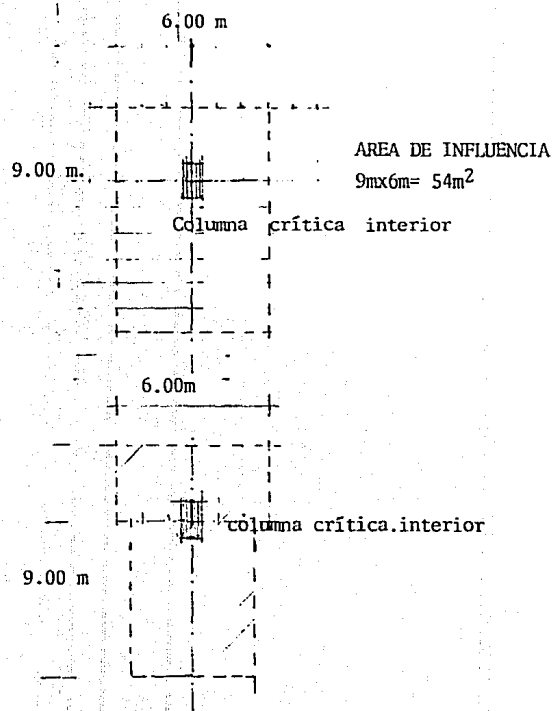 6.00 m
AREA DE INFLUENCIA
9.00 m.
9mx6m= 54m²
Columna crítica interior
6.00m
columna crítica.interior
9.00 m